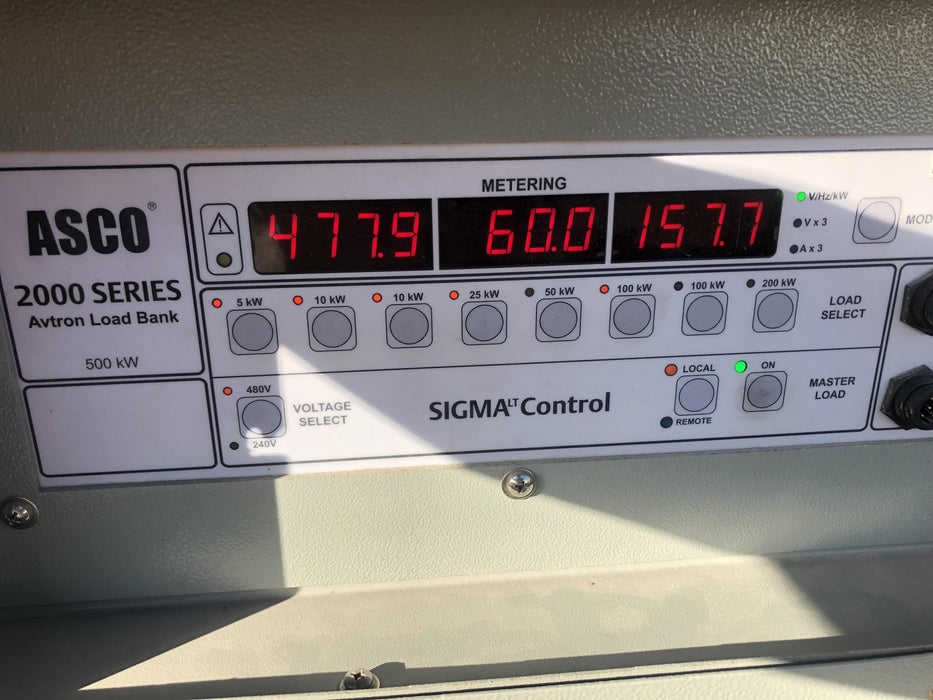 METERING
ASCO®
477.9 60.0 157.7
V/Hz/kW
V x 3
A x 3
2000 SERIES
Avtron Load Bank
500 kW
5 kW 10 kW 10 kW 25 kW 50 kW 100 kW 100 kW 200 kW
LOAD
SELECT
480V
240V
VOLTAGE
SELECT
SIGMA LT Control
LOCAL
REMOTE
ON
MASTER
LOAD